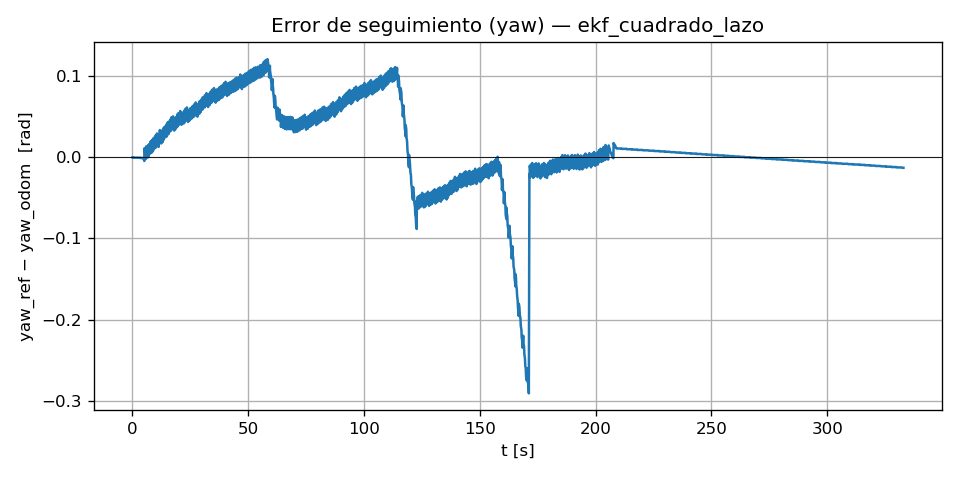 Error de seguimiento (yaw) — ekf_cuadrado_lazo
yaw_ref − yaw_odom [rad]
0.1
0.0
−0.1
−0.2
−0.3
0 50 100 150 200 250 300
t [s]